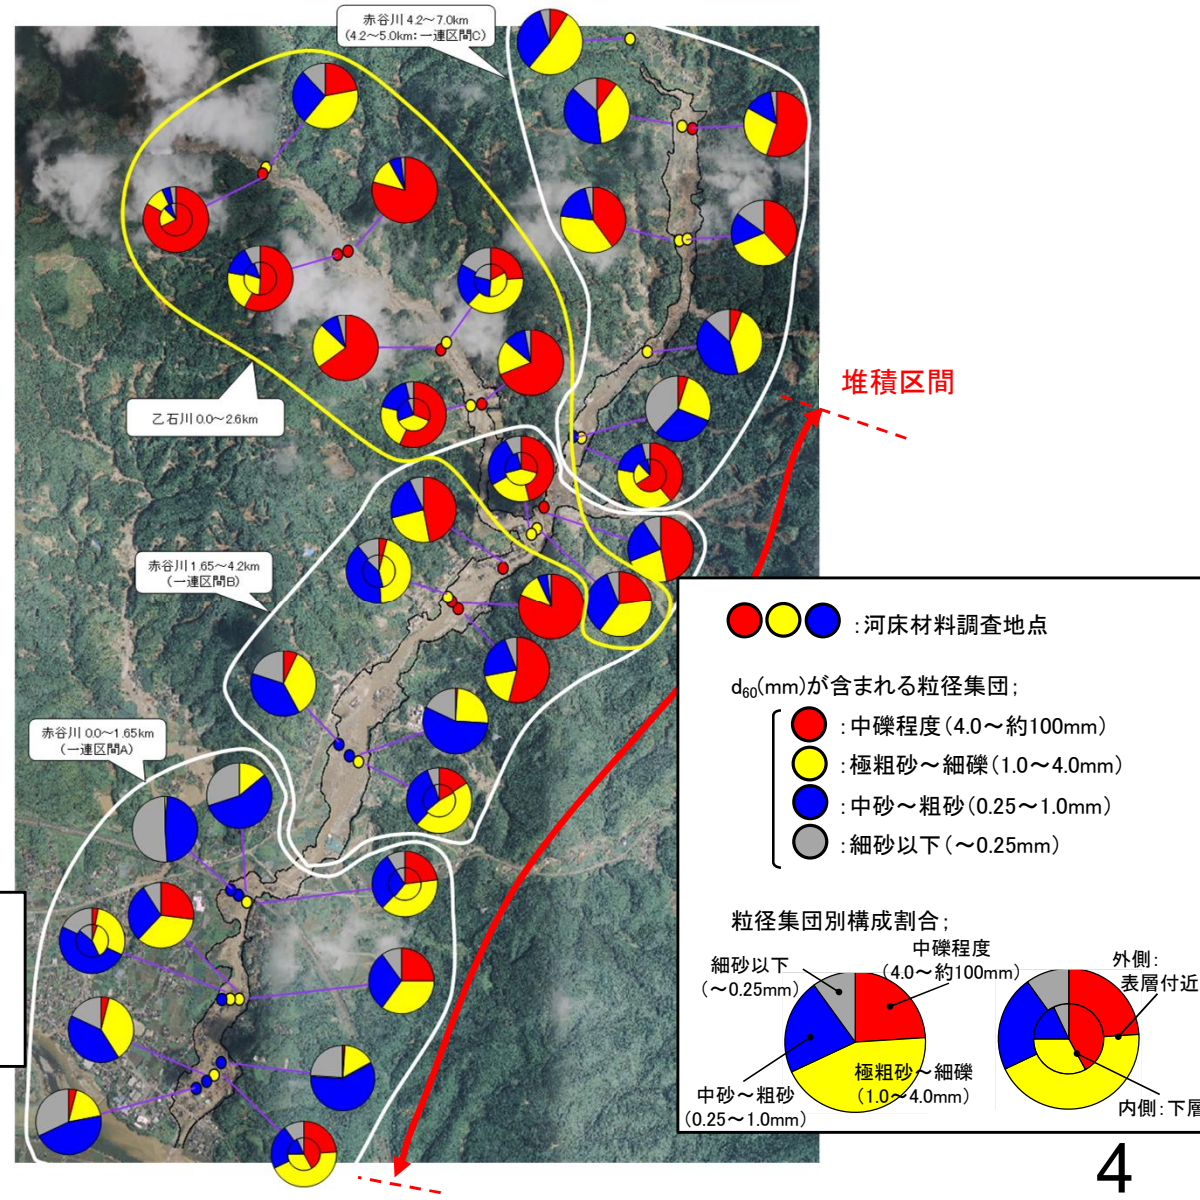 赤谷川 4.2～7.0km
(4.2～5.0km：一連区間C)
堆積区間
乙石川 0.0～2.6km
赤谷川 1.65～4.2km
(一連区間B)
赤谷川 0.0～1.65km
(一連区間A)
：河床材料調査地点
d60(mm)が含まれる粒径集団；
：中礫程度（4.0～約100mm）
：極粗砂～細礫（1.0～4.0mm）
：中砂～粗砂（0.25～1.0mm）
：細砂以下（～0.25mm）
粒径集団別構成割合；
中礫程度
（4.0～約100mm）
細砂以下
（～0.25mm）
中砂～粗砂
（0.25～1.0mm）
極粗砂～細礫
（1.0～4.0mm）
外側：
表層付近
内側：下層
4